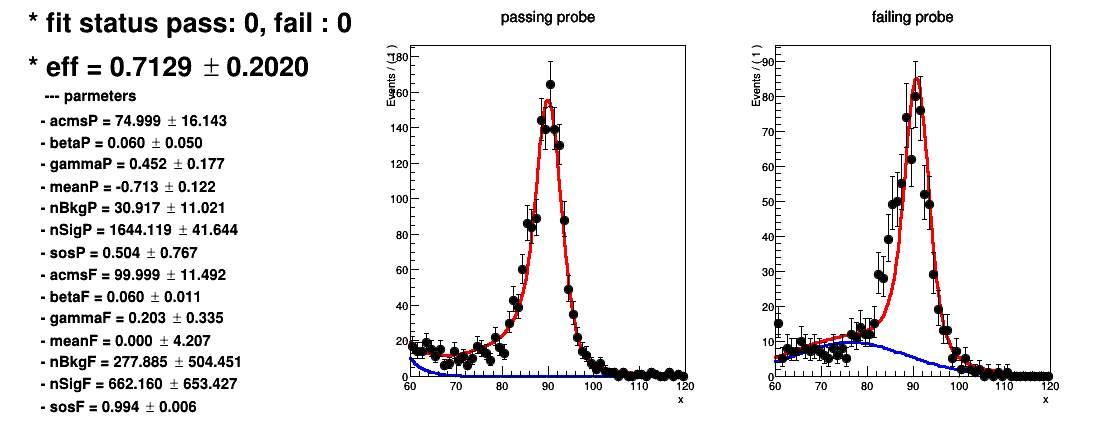 * fit status pass: 0, fail : 0
* eff = 0.7129 ± 0.2020
--- parmeters
- acmsP = 74.999 ± 16.143
- betaP = 0.060 ± 0.050
- gammaP = 0.452 ± 0.177
- meanP = -0.713 ± 0.122
- nBkgP = 30.917 ± 11.021
- nSigP = 1644.119 ± 41.644
- sosP = 0.504 ± 0.767
- acmsF = 99.999 ± 11.492
- betaF = 0.060 ± 0.011
- gammaF = 0.203 ± 0.335
- meanF = 0.000 ± 4.207
- nBkgF = 277.885 ± 504.451
- nSigF = 662.160 ± 653.427
- sosF = 0.994 ± 0.006
passing probe
Events / ( 1 )
180
160
140
120
100
80
60
40
20
0
60 70 80 90 100 110 120
x
failing probe
Events / ( 1 )
90
80
70
60
50
40
30
20
10
0
60 70 80 90 100 110 120
x